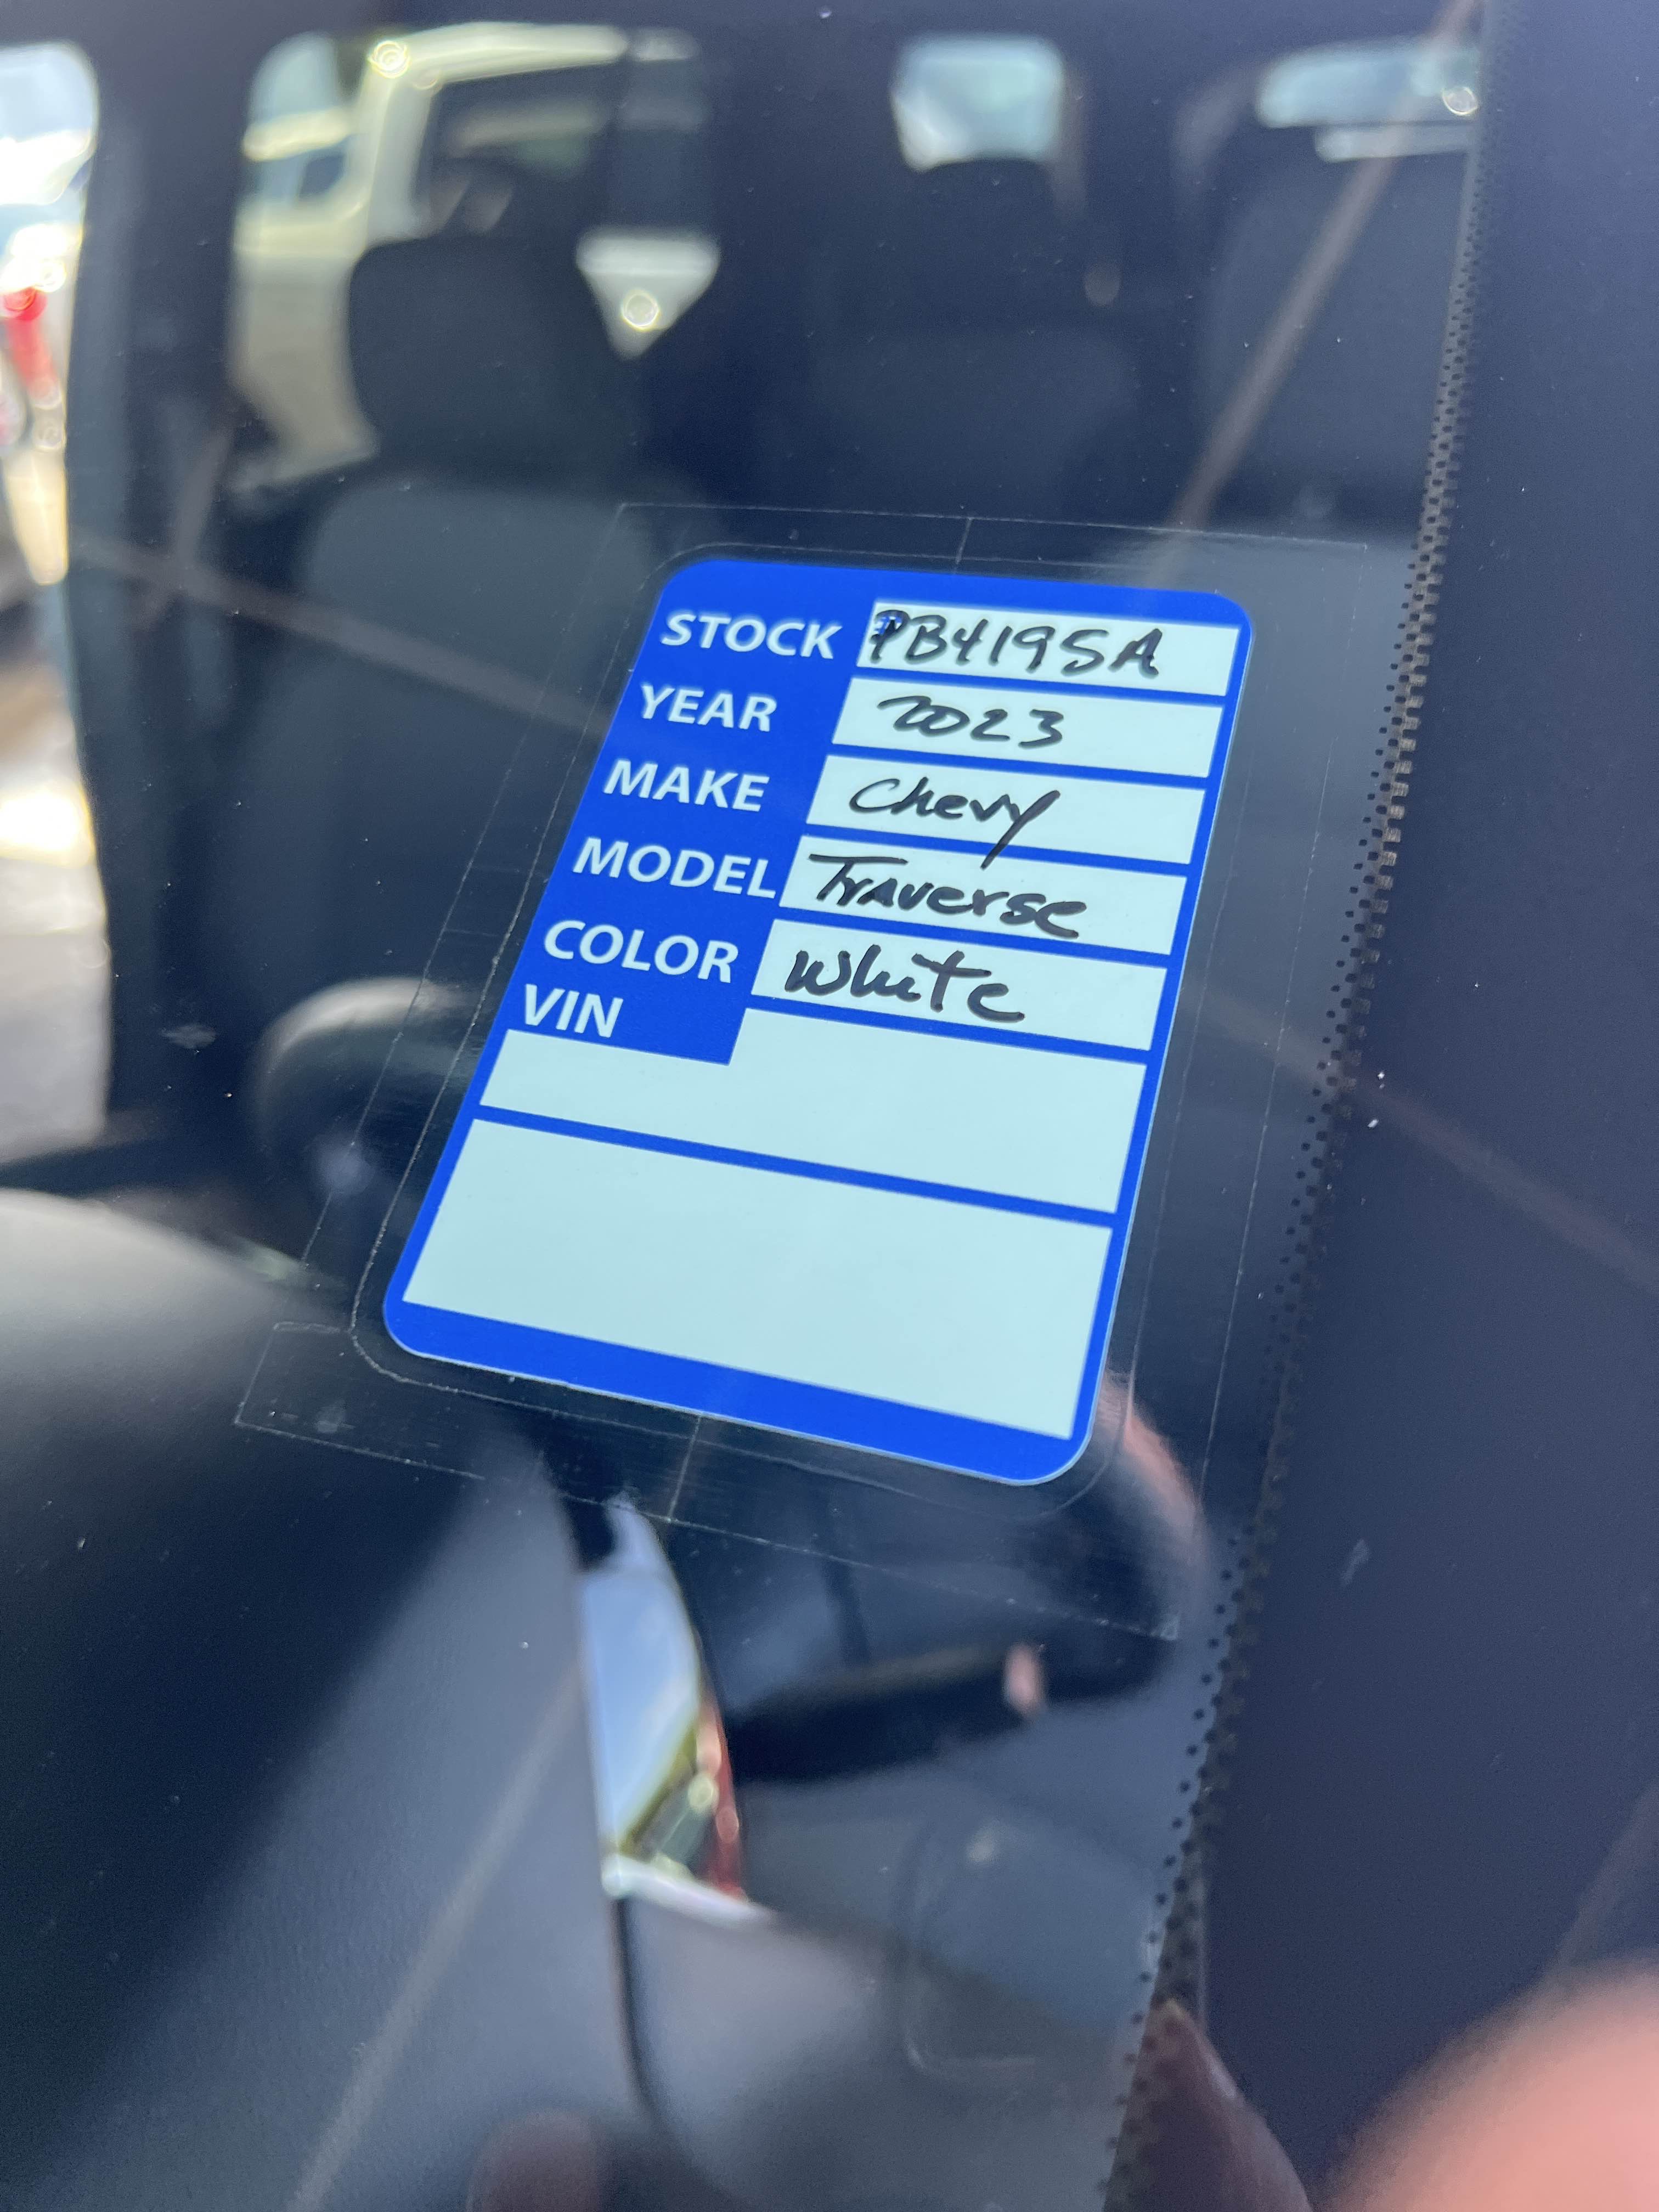 STOCK PB4195A
YEAR 2023
MAKE Chevy
MODEL Traverse
COLOR White
VIN